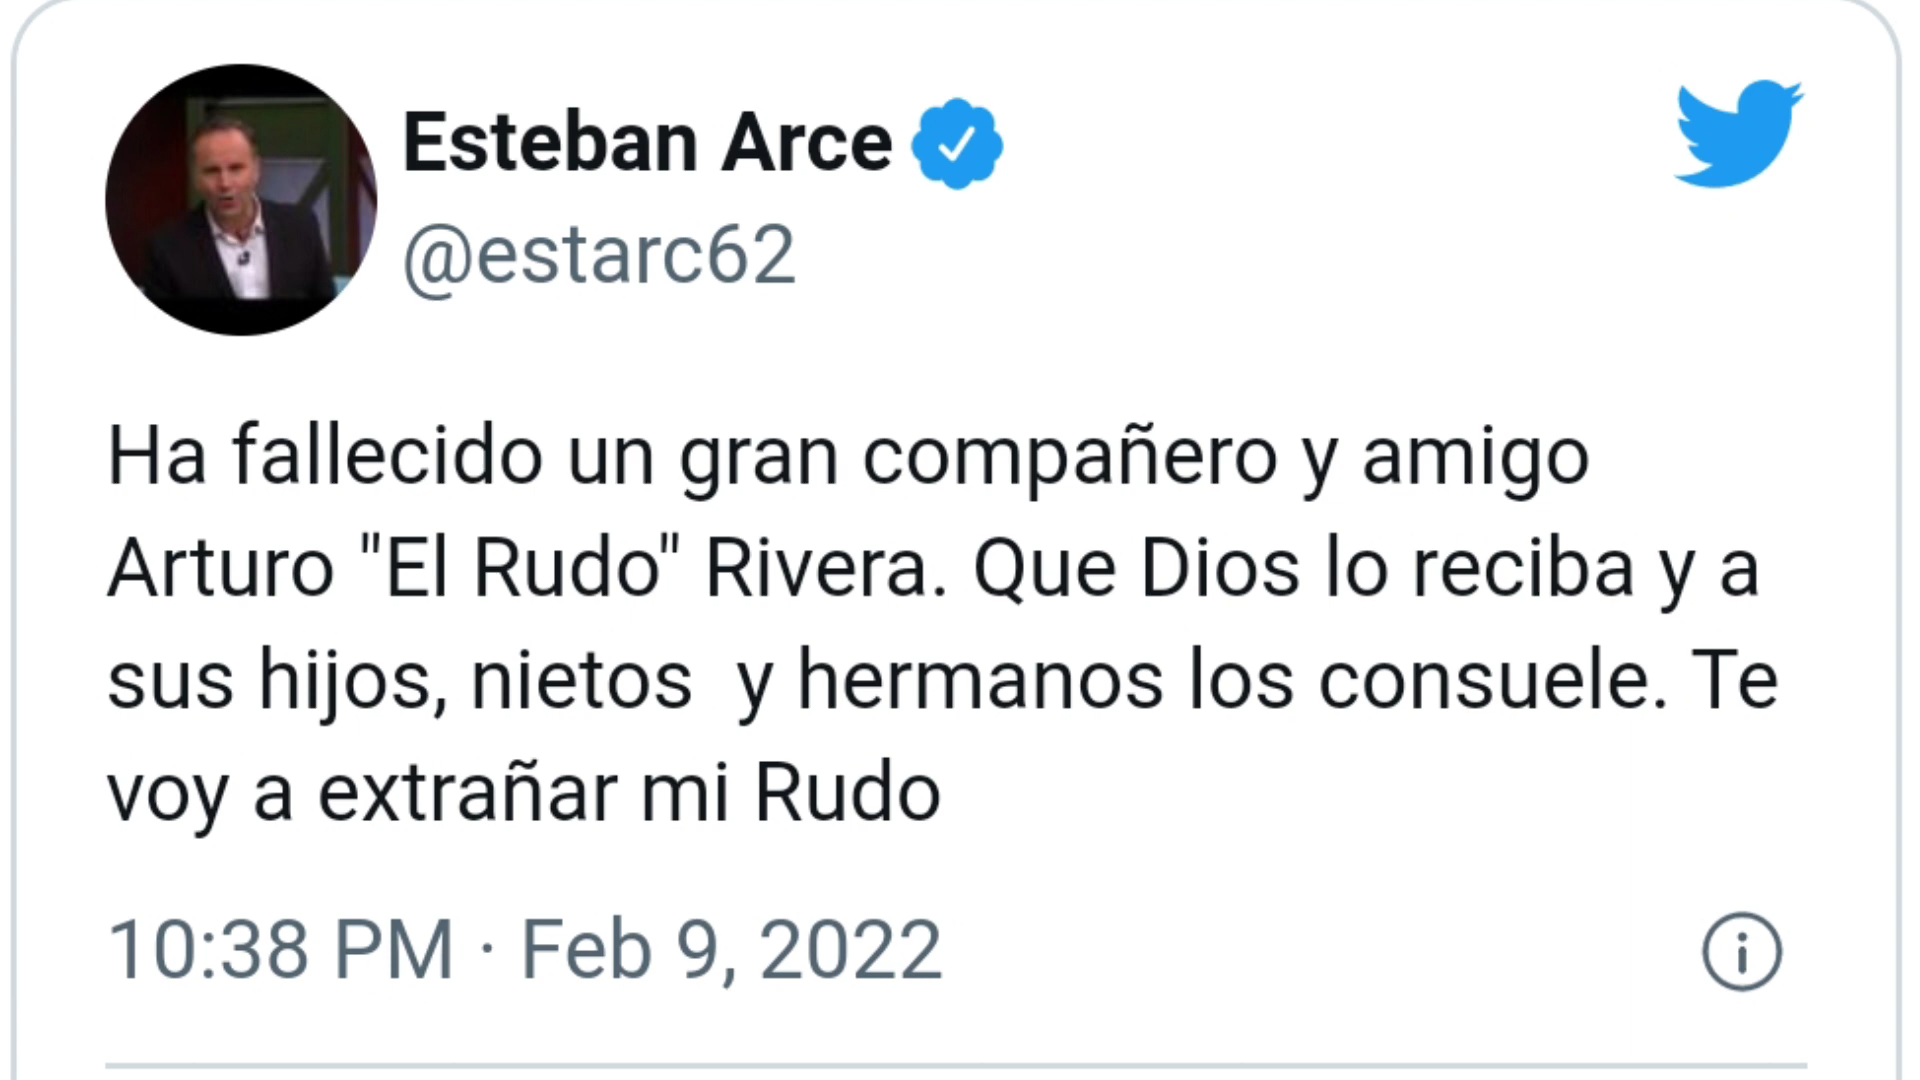 Esteban Arce
@estarc62
Ha fallecido un gran compañero y amigo
Arturo "El Rudo" Rivera. Que Dios lo reciba y a
sus hijos, nietos  y hermanos los consuele. Te
voy a extrañar mi Rudo
10:38 PM · Feb 9, 2022